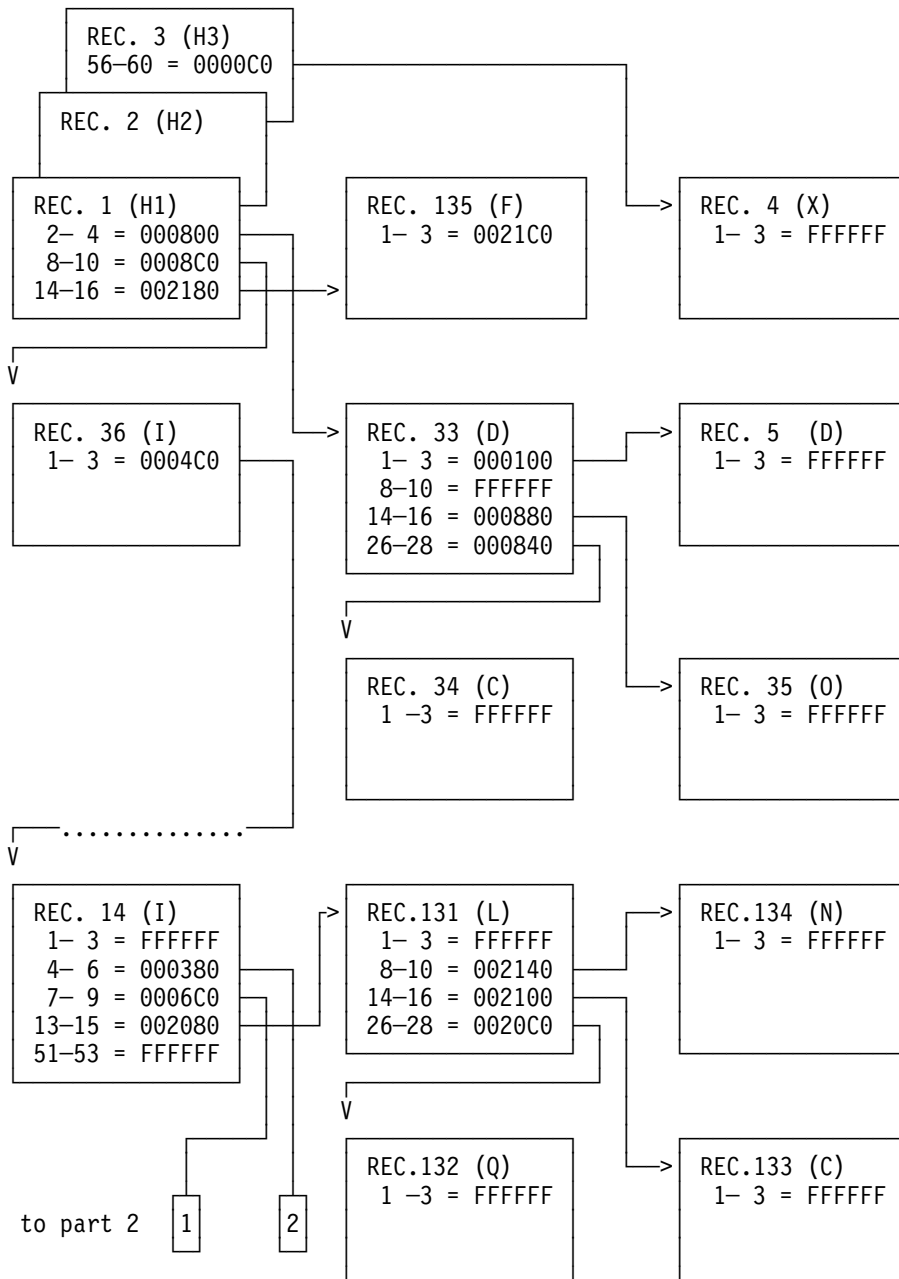 REC. 3 (H3)
56–60 = 0000C0
REC. 2 (H2)
REC. 1 (H1)
2– 4 = 000800
8–10 = 0008C0
14–16 = 002180
REC. 135 (F)
1– 3 = 0021C0
REC. 4 (X)
1– 3 = FFFFFF
REC. 36 (I)
1– 3 = 0004C0
REC. 33 (D)
1– 3 = 000100
8–10 = FFFFFF
14–16 = 000880
26–28 = 000840
REC. 5 (D)
1– 3 = FFFFFF
REC. 34 (C)
1 –3 = FFFFFF
REC. 35 (O)
1– 3 = FFFFFF
REC. 14 (I)
1– 3 = FFFFFF
4– 6 = 000380
7– 9 = 0006C0
13–15 = 002080
51–53 = FFFFFF
REC.131 (L)
1– 3 = FFFFFF
8–10 = 002140
14–16 = 002100
26–28 = 0020C0
REC.134 (N)
1– 3 = FFFFFF
REC.132 (Q)
1 –3 = FFFFFF
REC.133 (C)
1– 3 = FFFFFF
to part 2 1 2